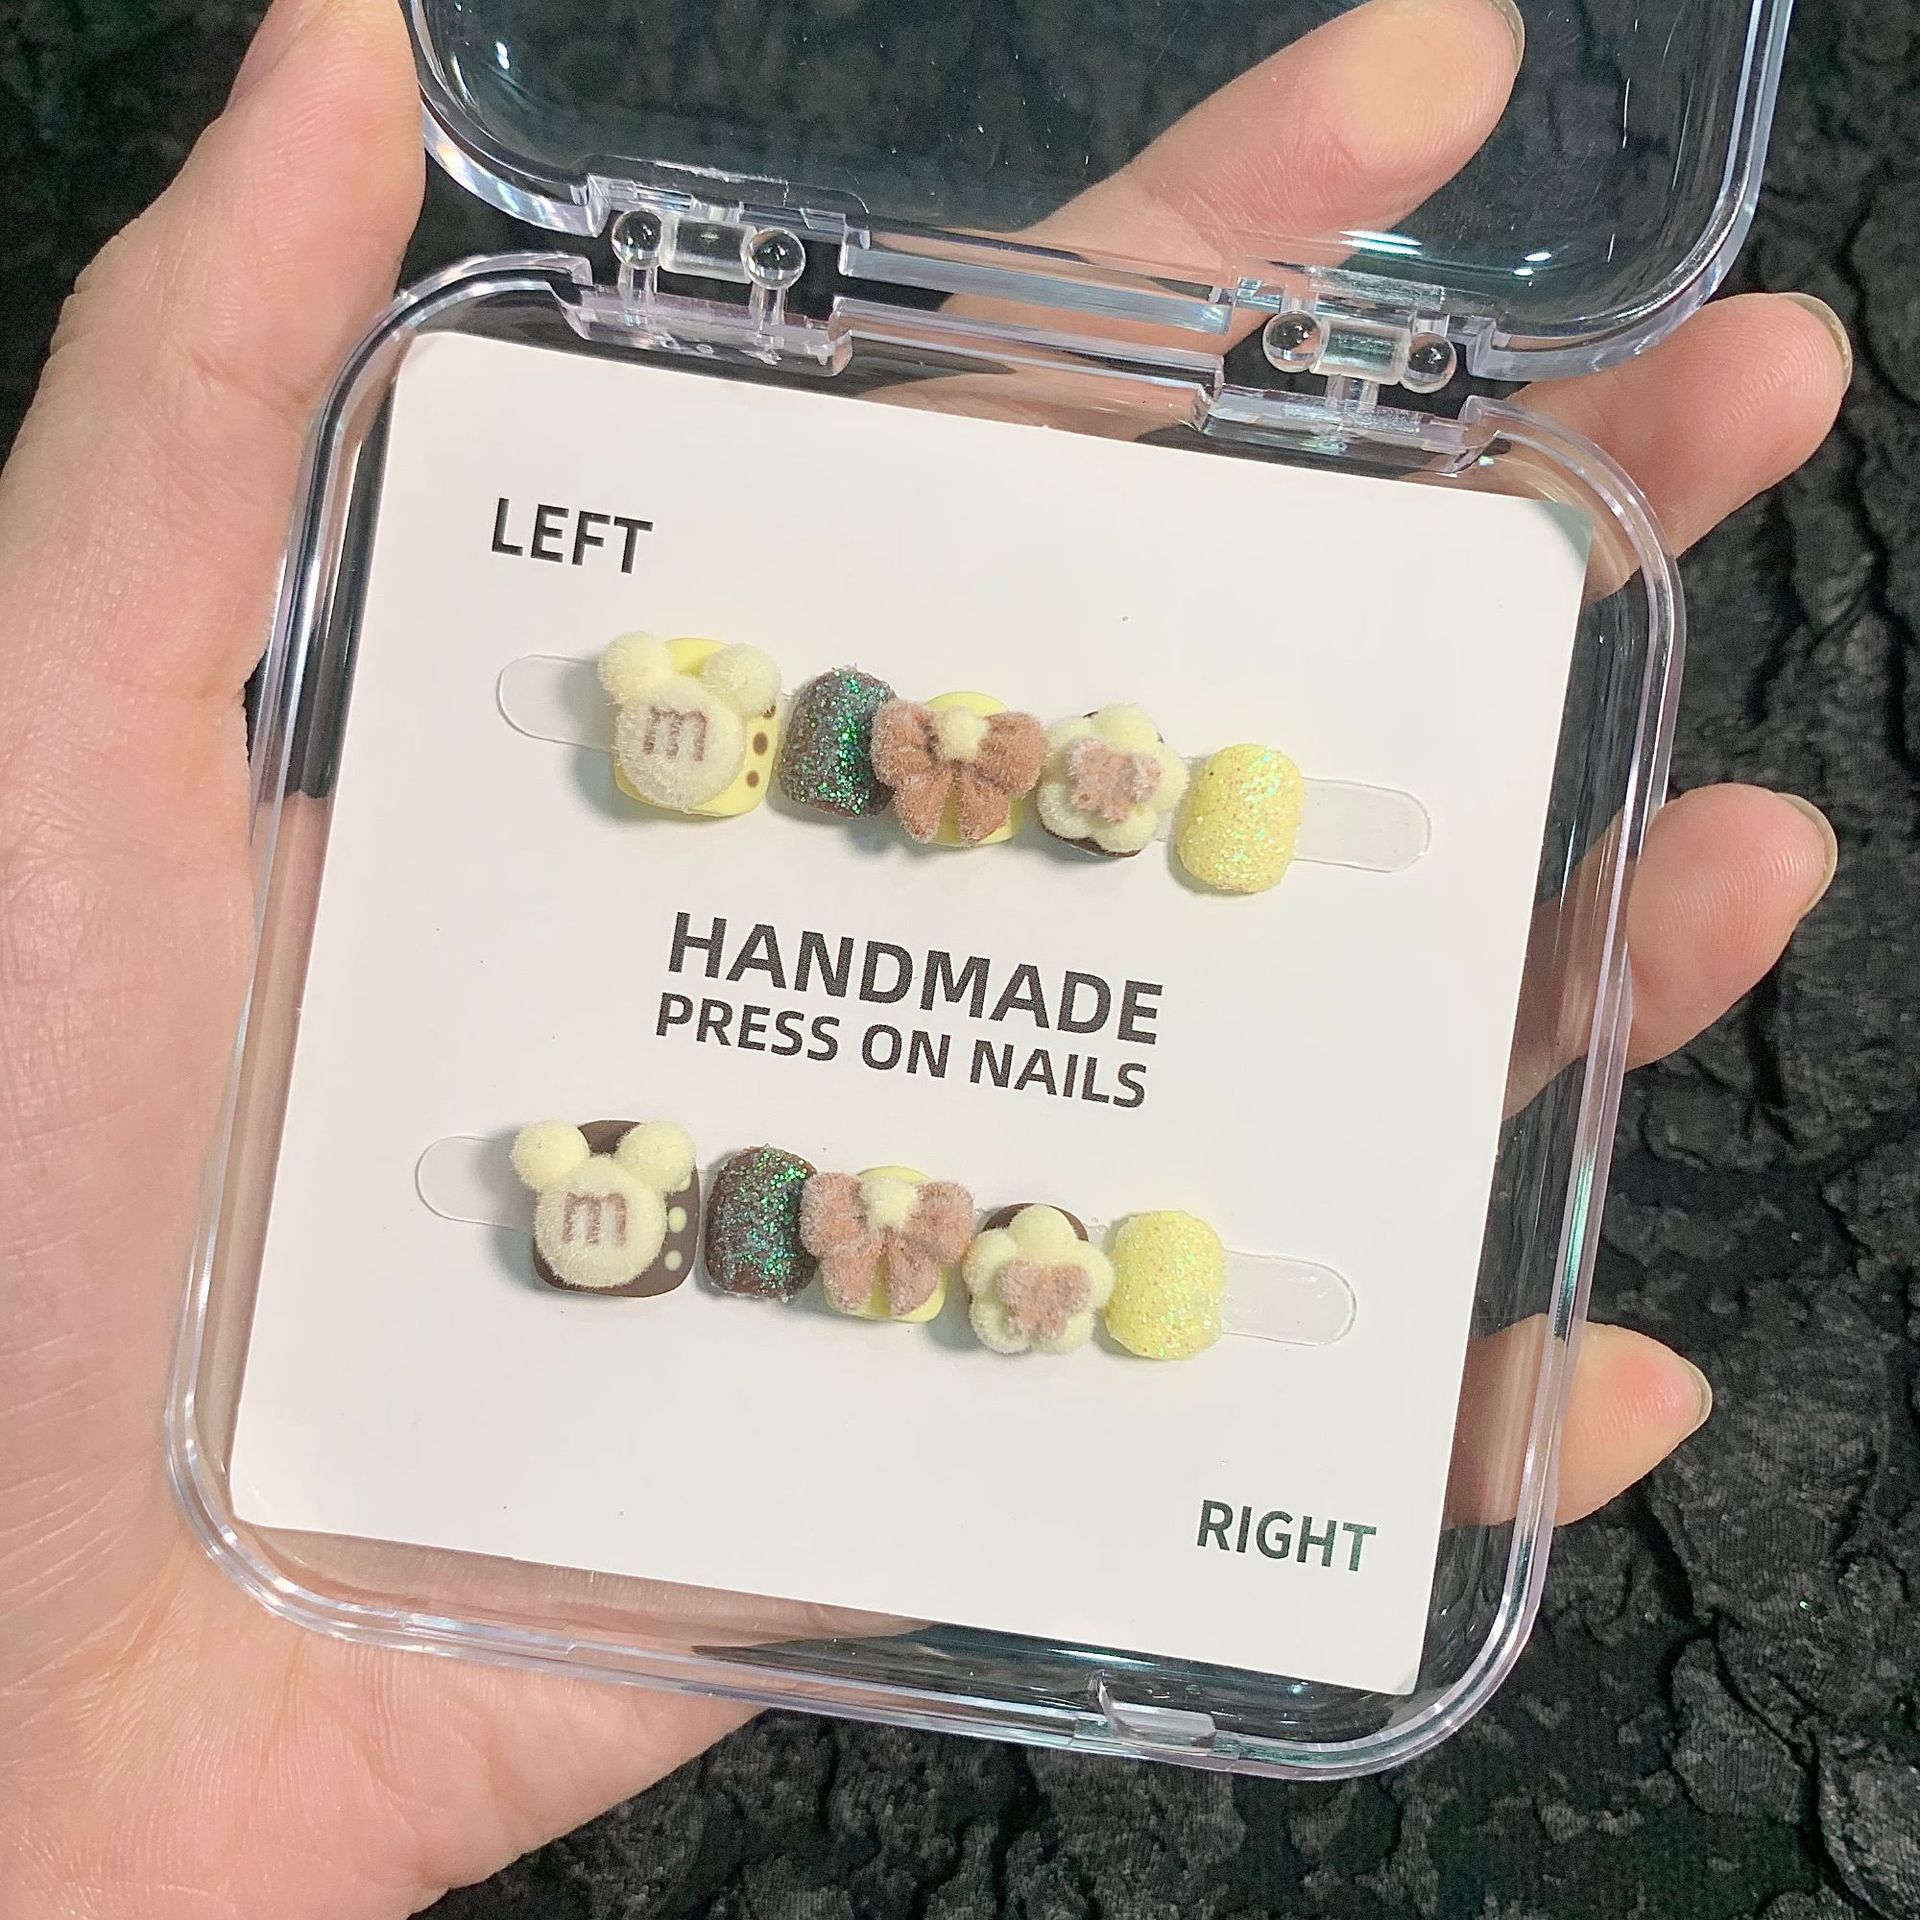 LEFT
m
HANDMADE
PRESS ON NAILS
m
RIGHT